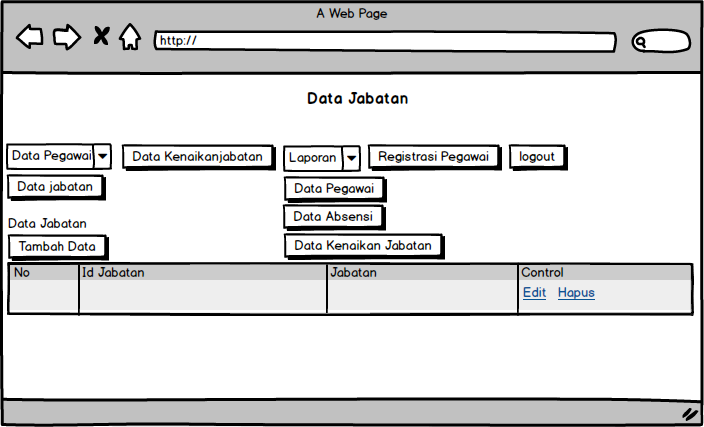 A Web Page
http://
Data Jabatan
Data Pegawai Data Kenaikanjabatan Laporan Registrasi Pegawai logout
Data jabatan Data Pegawai
Data Absensi
Data Jabatan
Tambah Data Data Kenaikan Jabatan
No Id Jabatan Jabatan Control
Edit Hapus